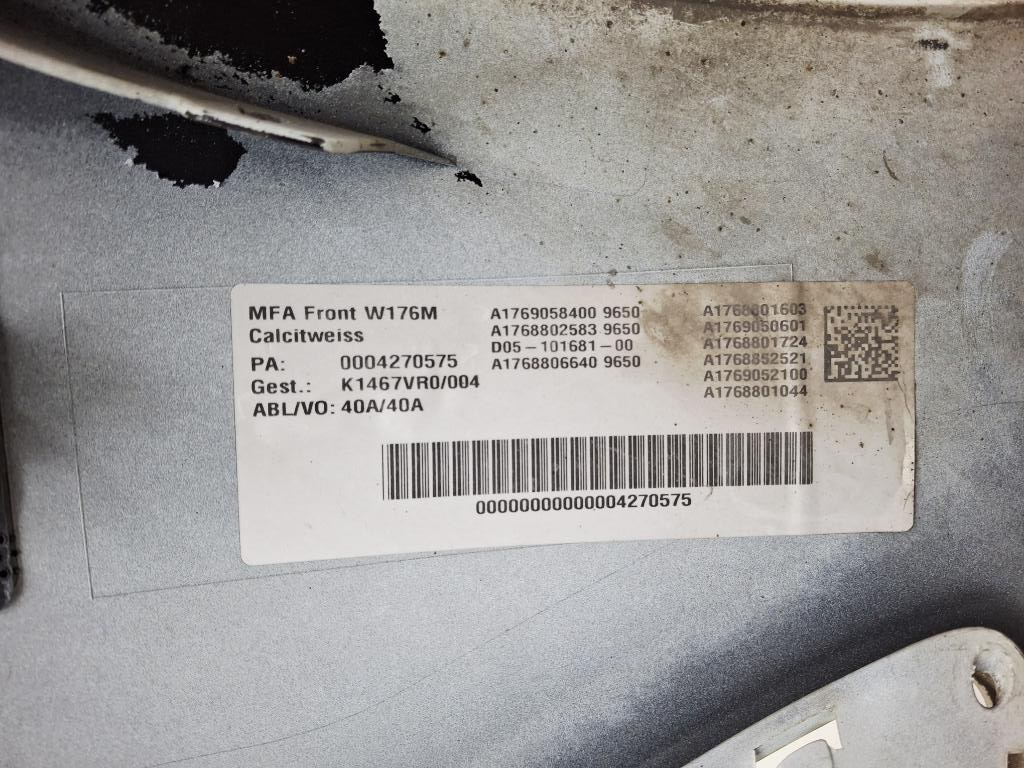 MFA Front W176M
Calcitweiss
PA: 0004270575
Gest.: K1467VR0/004
ABL/VO: 40A/40A
A1769058400 9650
A1768802583 9650
D05-101681-00
A1768806640 9650
A1768801603
A1769050601
A1768801724
A1768852521
A1769052100
A1768801044
00000000000004270575